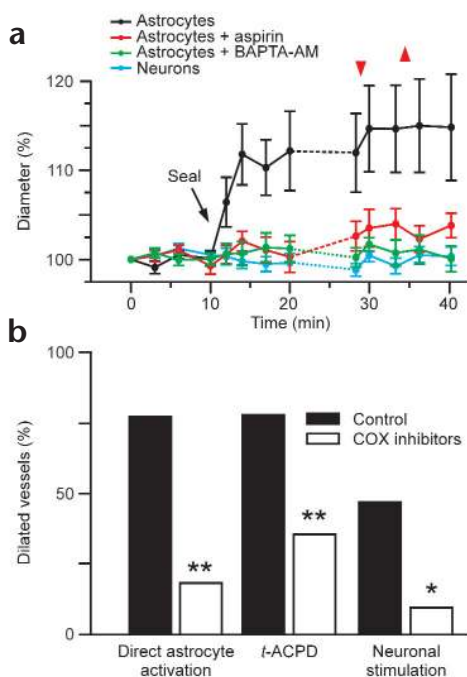 a
Astrocytes
Astrocytes + aspirin
Astrocytes + BAPTA-AM
Neurons
120
110
100
Diameter (%)
Seal
0 10 20 30 40
Time (min)
b
100
50
0
Dilated vessels (%)
Control
COX inhibitors
** ** *
Direct astrocyte activation
t-ACPD
Neuronal stimulation